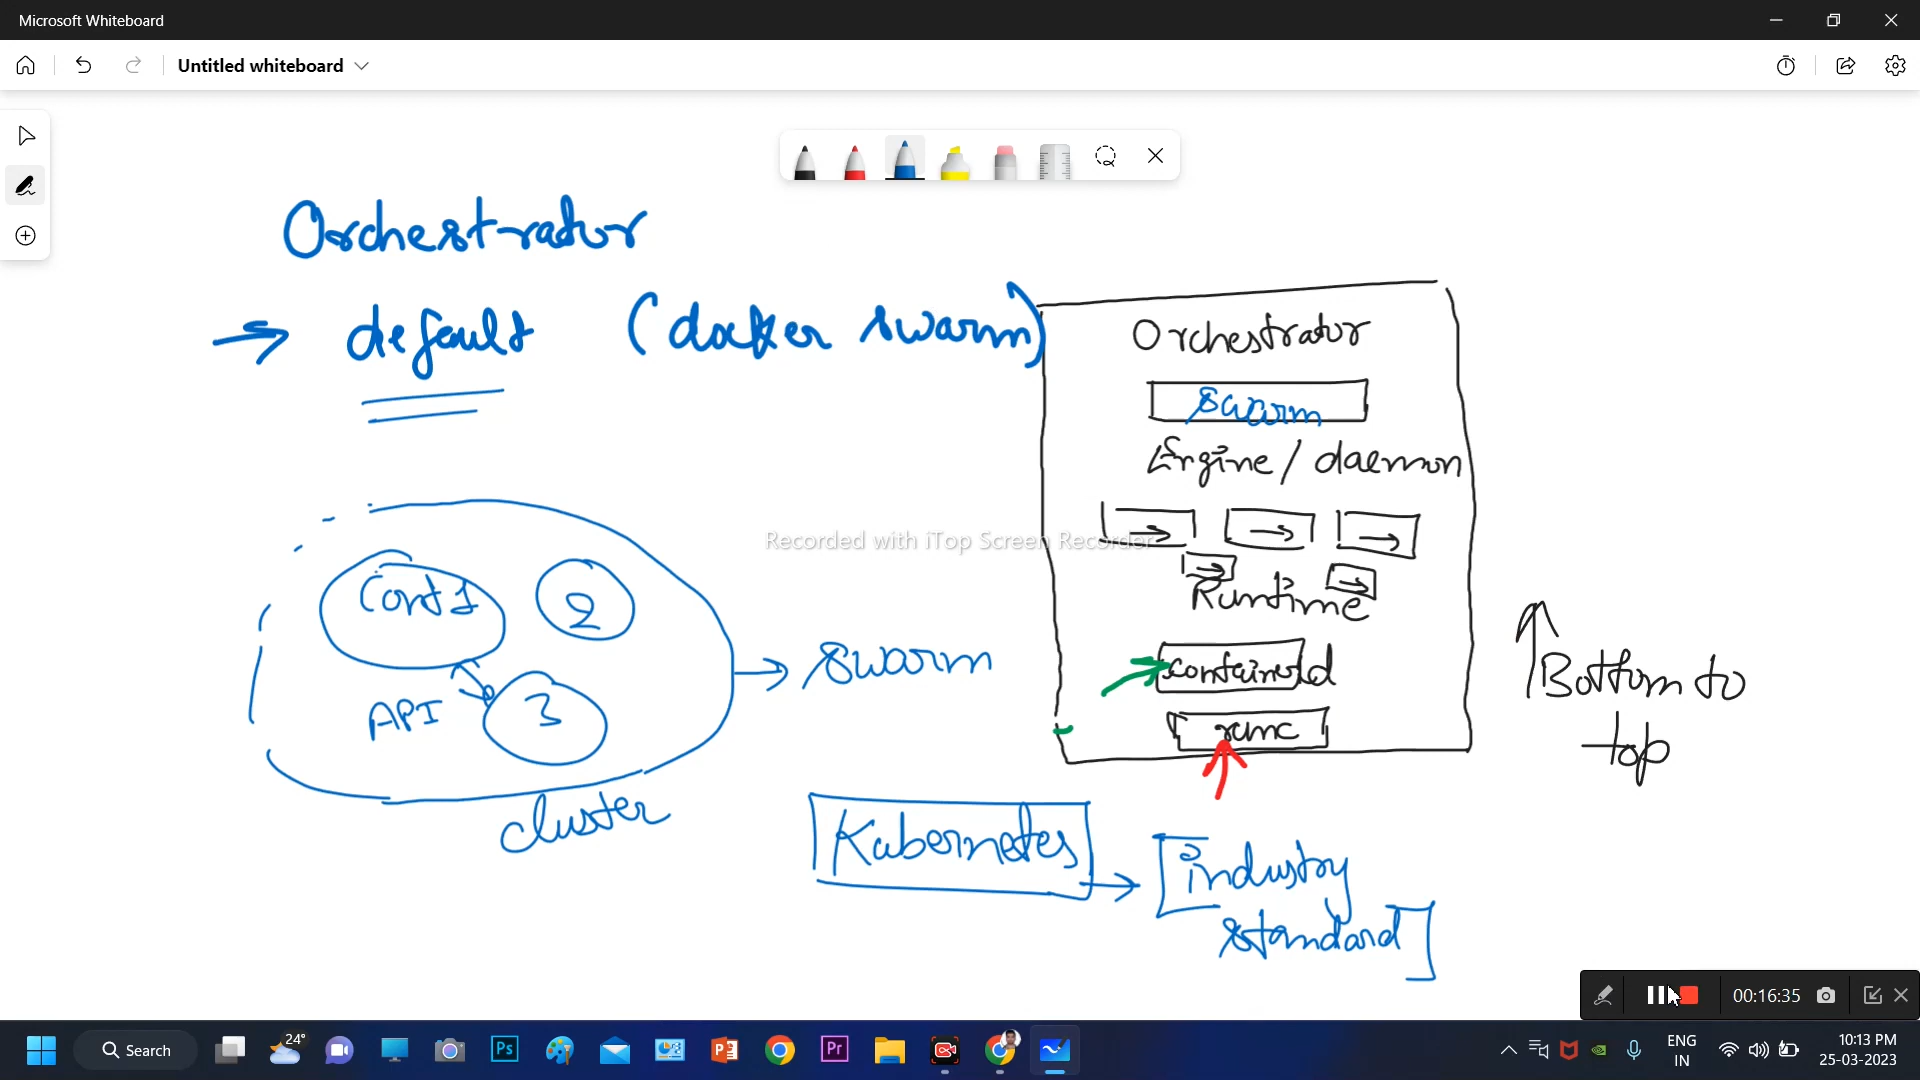 Microsoft Whiteboard
Untitled whiteboard
Orchestrator
default (docker swarm)
Orchestrator
swarm
Engine / daemon
Recorded with iTop Screen Recorder
Runtime
Cont 1
2
3
API
swarm
containerd
runc
Bottom to
top
cluster
Kubernetes
industry
standard
00:16:35
24°
Search
Ps
Pr
ENG
IN
10:13 PM
25-03-2023